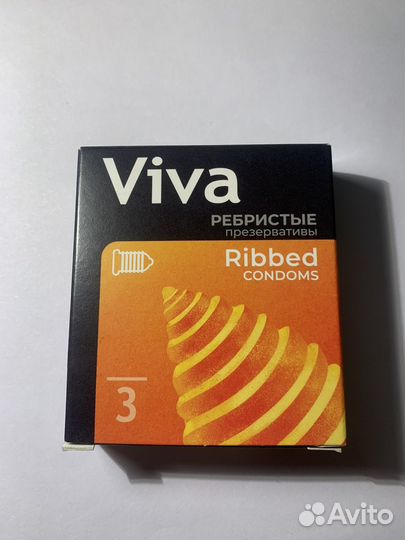 Viva
РЕБРИСТЫЕ
презервативы
Ribbed
CONDOMS
3
Avito